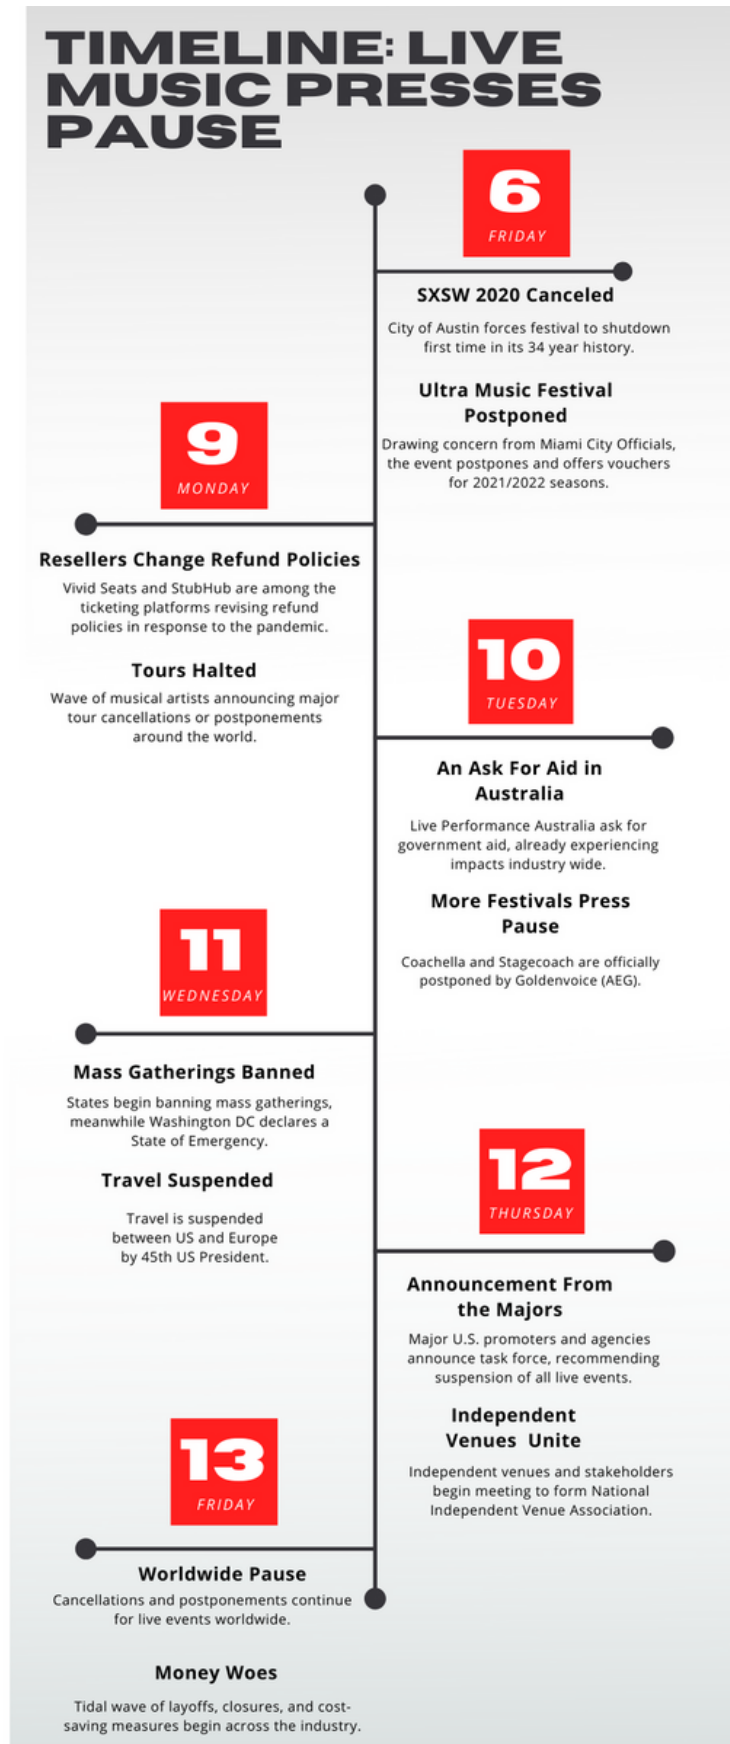 TIMELINE: LIVE
MUSIC PRESSES
PAUSE
6
FRIDAY
SXSW 2020 Canceled
City of Austin forces festival to shutdown
first time in its 34 year history.
Ultra Music Festival
Postponed
Drawing concern from Miami City Officials,
the event postpones and offers vouchers
for 2021/2022 seasons.
9
MONDAY
Resellers Change Refund Policies
Vivid Seats and StubHub are among the
ticketing platforms revising refund
policies in response to the pandemic.
Tours Halted
Wave of musical artists announcing major
tour cancellations or postponements
around the world.
10
TUESDAY
An Ask For Aid in
Australia
Live Performance Australia ask for
government aid, already experiencing
impacts industry wide.
More Festivals Press
Pause
Coachella and Stagecoach are officially
postponed by Goldenvoice (AEG).
11
WEDNESDAY
Mass Gatherings Banned
States begin banning mass gatherings,
meanwhile Washington DC declares a
State of Emergency.
Travel Suspended
Travel is suspended
between US and Europe
by 45th US President.
12
THURSDAY
Announcement From
the Majors
Major U.S. promoters and agencies
announce task force, recommending
suspension of all live events.
Independent
Venues Unite
Independent venues and stakeholders
begin meeting to form National
Independent Venue Association.
13
FRIDAY
Worldwide Pause
Cancellations and postponements continue
for live events worldwide.
Money Woes
Tidal wave of layoffs, closures, and cost-
saving measures begin across the industry.